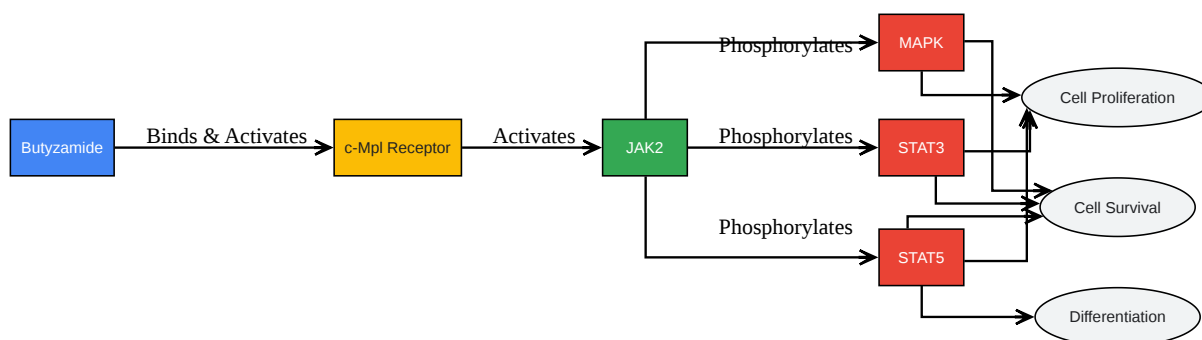 Butyzamide
Binds & Activates
c-Mpl Receptor
Activates
JAK2
Phosphorylates
MAPK
Phosphorylates
STAT3
Phosphorylates
STAT5
Cell Proliferation
Cell Survival
Differentiation